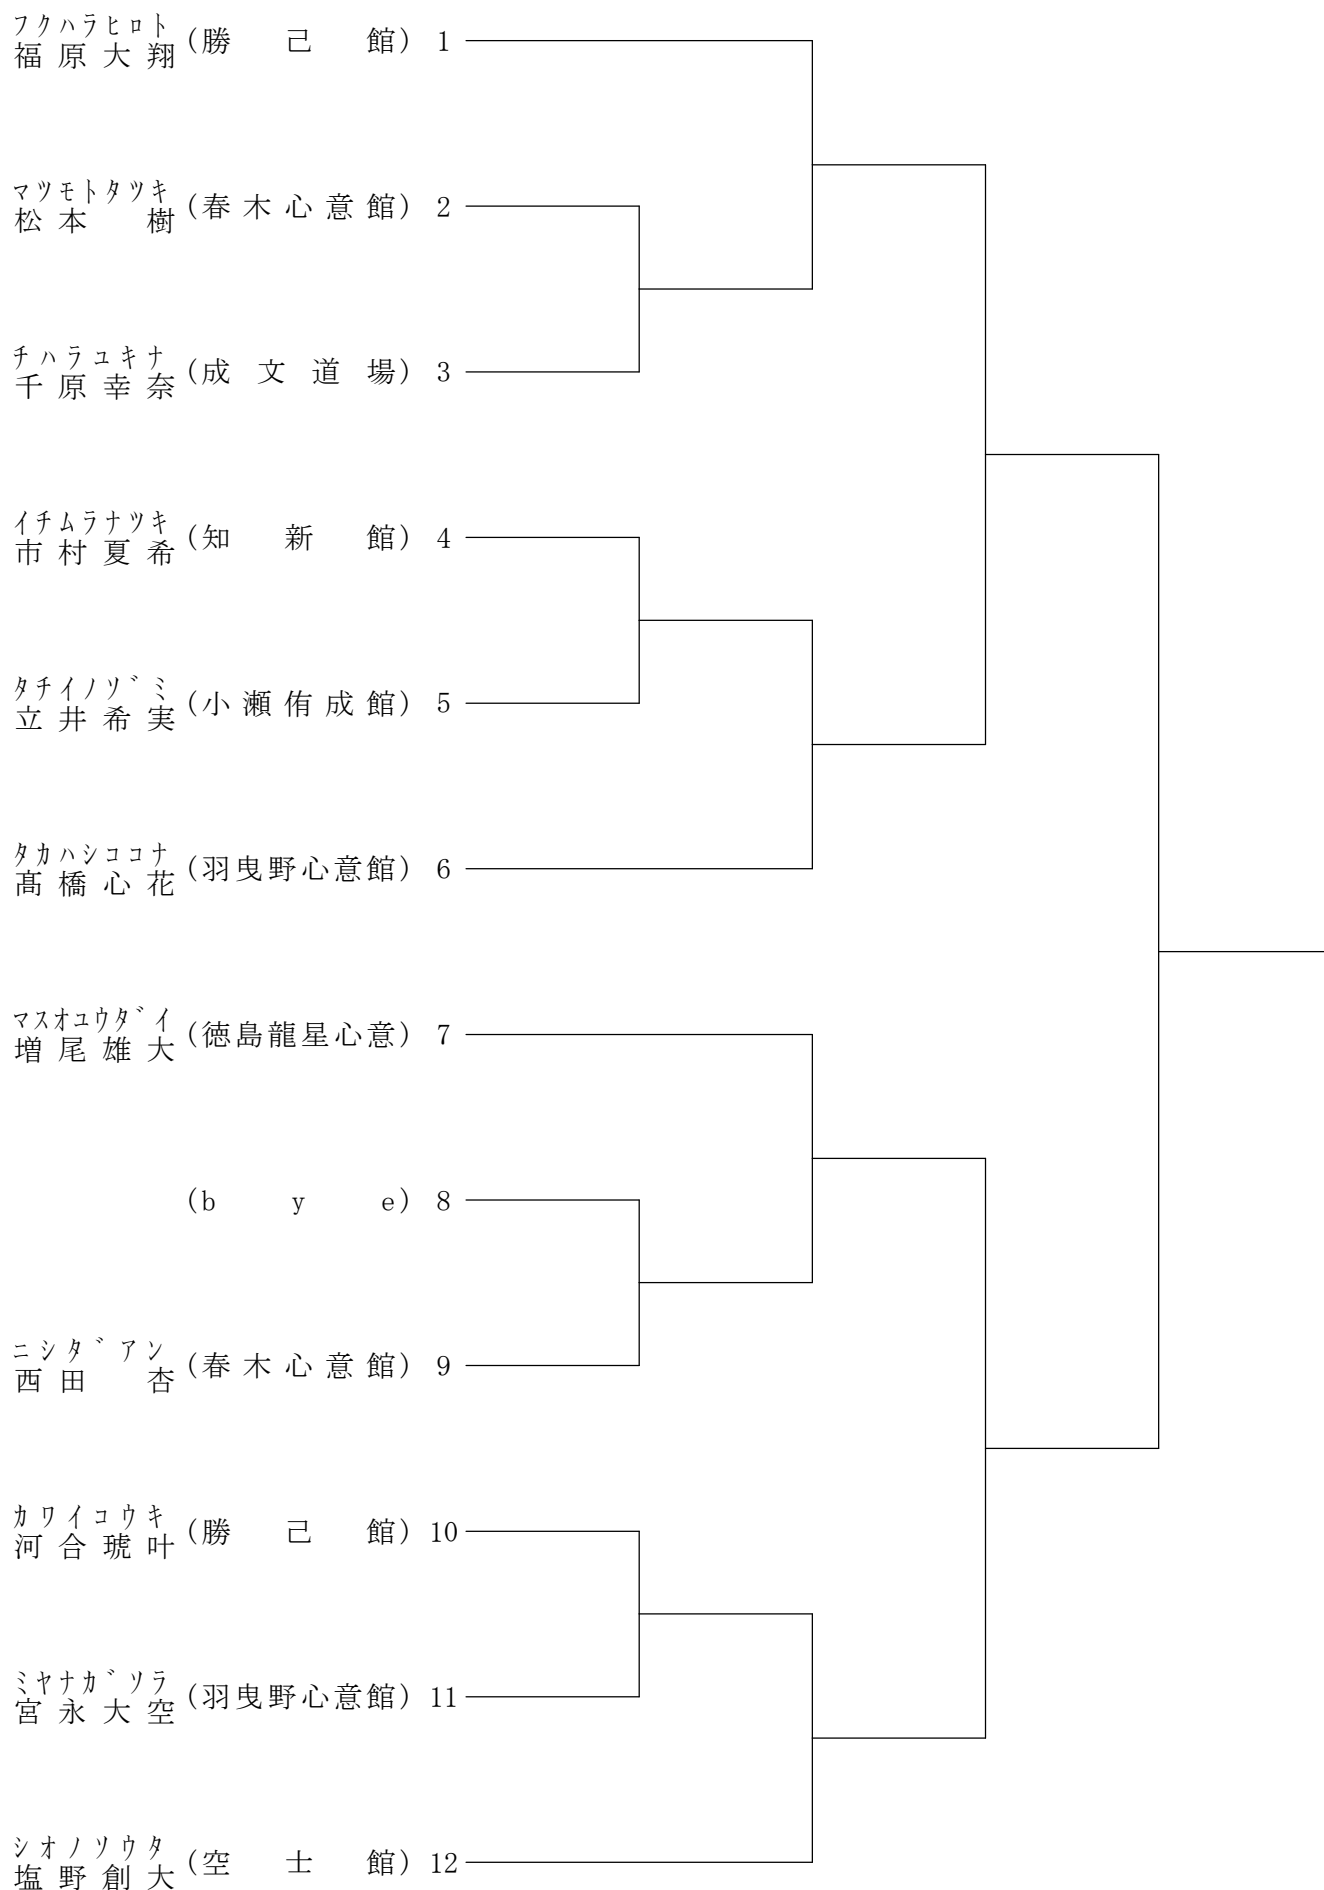 フクハラヒロト
福原大翔 (勝己館) 1
マツモトタツキ
松本樹 (春木心意館) 2
チハラユキナ
千原幸奈 (成文道場) 3
イチムラナツキ
市村夏希 (知新館) 4
タチイノゾミ
立井希実 (小瀬侑成館) 5
タカハシココナ
髙橋心花 (羽曳野心意館) 6
マスオユウダイ
増尾雄大 (徳島龍星心意) 7
(bye) 8
ニシダアン
西田杏 (春木心意館) 9
カワイコウキ
河合琥叶 (勝己館) 10
ミヤナガソラ
宮永大空 (羽曳野心意館) 11
シオノソウタ
塩野創大 (空士館) 12